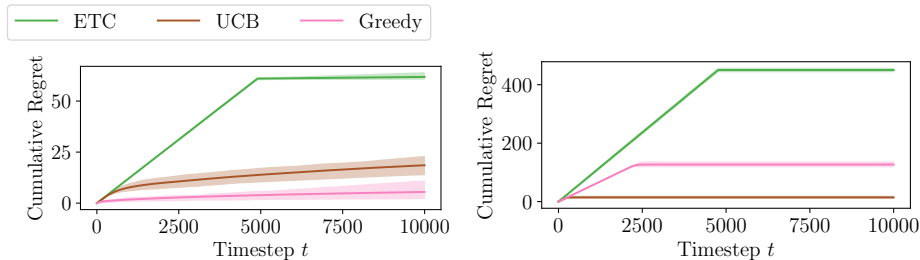 ETC UCB Greedy
Cumulative Regret
50
25
0
0 2500 5000 7500 10000
Timestep t
Cumulative Regret
400
200
0
0 2500 5000 7500 10000
Timestep t